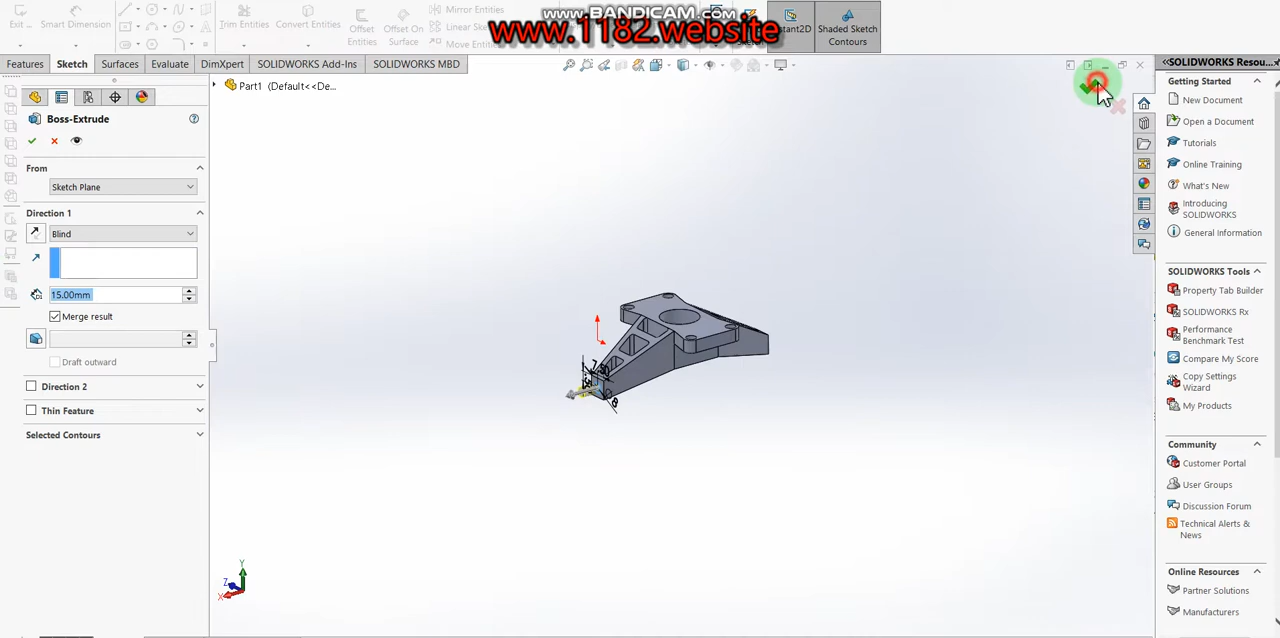 www.BANDICAM.com
www.1182.website
Exit...
Smart Dimension
Trim Entities
Convert Entities
Offset Entities
Offset On Surface
Mirror Entities
Linear Sk
Move Entities
Instant2D
Shaded Sketch Contours
Features
Sketch
Surfaces
Evaluate
DimXpert
SOLIDWORKS Add-Ins
SOLIDWORKS MBD
Part1 (Default<<De...
Boss-Extrude
From
Sketch Plane
Direction 1
Blind
15.00mm
Merge result
Draft outward
Direction 2
Thin Feature
Selected Contours
Y
Z
X
SOLIDWORKS Resou...
Getting Started
New Document
Open a Document
Tutorials
Online Training
What's New
Introducing SOLIDWORKS
General Information
SOLIDWORKS Tools
Property Tab Builder
SOLIDWORKS Rx
Performance Benchmark Test
Compare My Score
Copy Settings Wizard
My Products
Community
Customer Portal
User Groups
Discussion Forum
Technical Alerts & News
Online Resources
Partner Solutions
Manufacturers